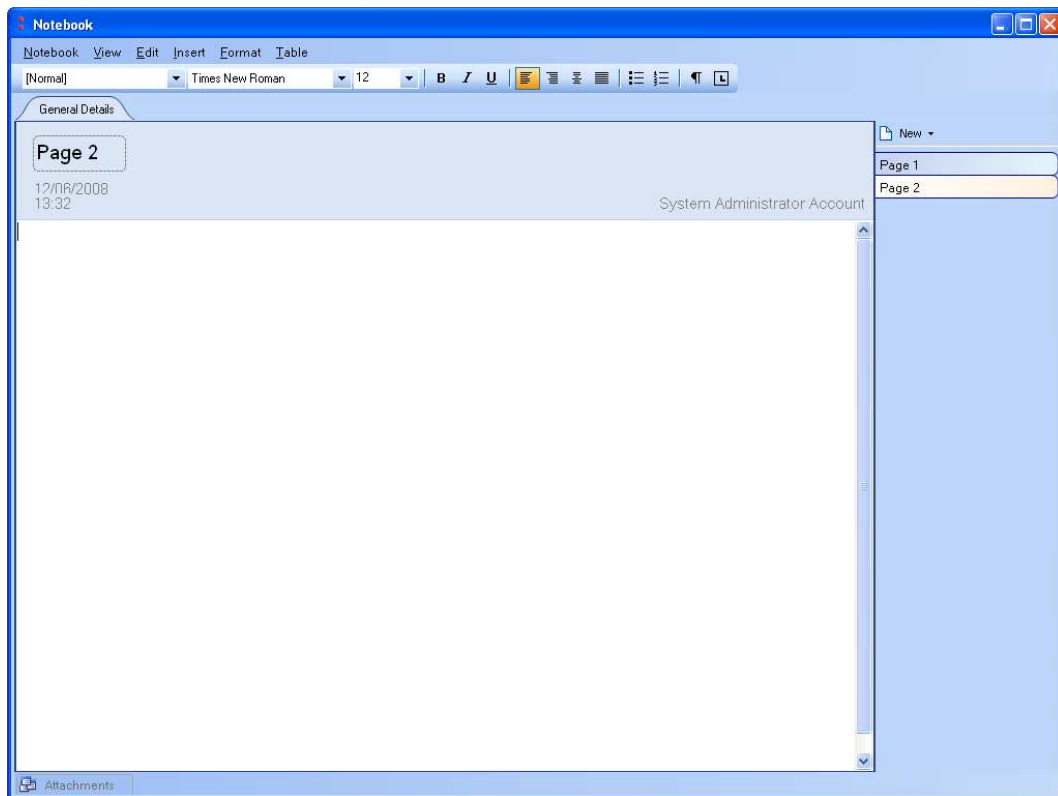 Notebook
Notebook View Edit Insert Format Table
[Normal] Times New Roman 12 B I U ¶ L
General Details
New
Page 2
Page 1
12/06/2008
Page 2
13:32
System Administrator Account
Attachments